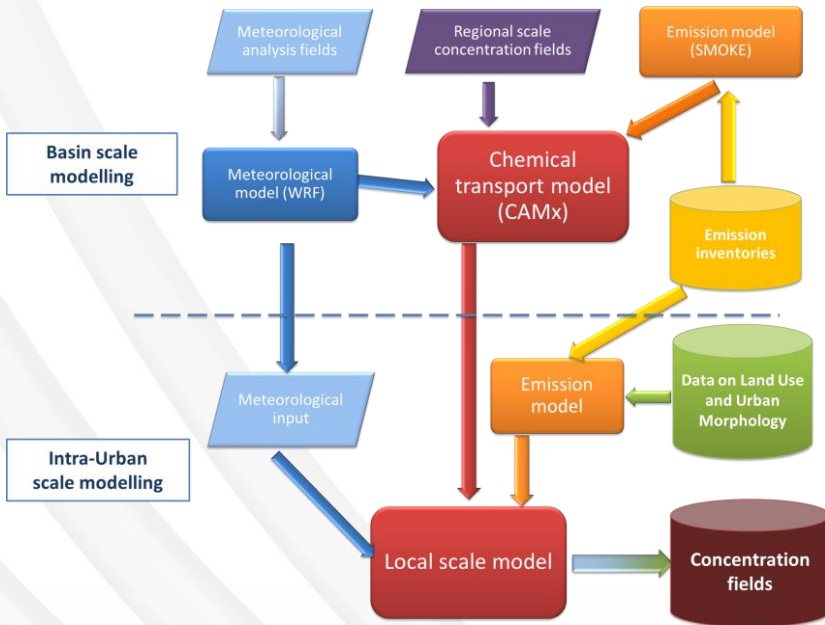 Meteorological
analysis fields
Regional scale
concentration fields
Emission model
(SMOKE)
Basin scale
modelling
Meteorological
model (WRF)
Chemical
transport model
(CAMx)
Emission
inventories
Meteorological
input
Emission
model
Data on Land Use
and Urban
Morphology
Intra-Urban
scale modelling
Local scale model
Concentration
fields